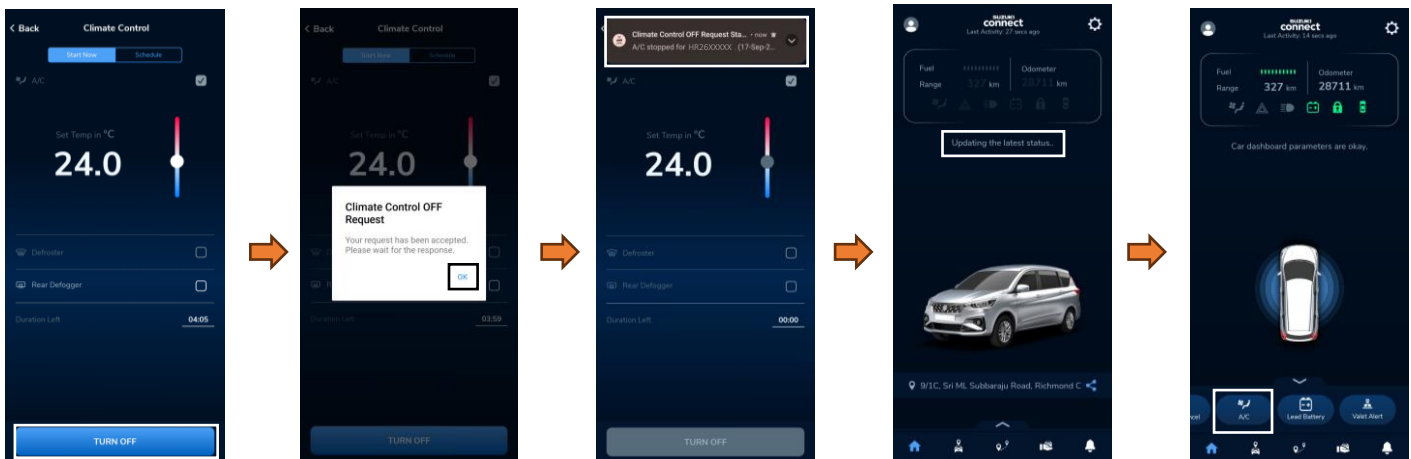 < Back Climate Control
Start Now Schedule
A/C
Set Temp in °C
24.0
Defroster
Rear Defogger
Duration Left 04:05
TURN OFF
< Back Climate Control
Start Now Schedule
A/C
Set Temp in °C
24.0
Climate Control OFF
Request
Your request has been accepted.
Please wait for the response.
OK
Duration Left 03:59
TURN OFF
Climate Control OFF Request Sta... • now
A/C stopped for HR26XXXXX (17-Sep-2...
A/C
Set Temp in °C
24.0
Defroster
Rear Defogger
Duration Left 00:00
TURN OFF
SUZUKI
connect
Last Activity: 27 secs ago
Fuel Odometer
Range 327 km 28711 km
Updating the latest status..
9/1C, Sri ML Subbaraju Road, Richmond C
SUZUKI
connect
Last Activity: 14 secs ago
Fuel Odometer
Range 327 km 28711 km
Car dashboard parameters are okay.
A/C Lead Battery Valet Alert